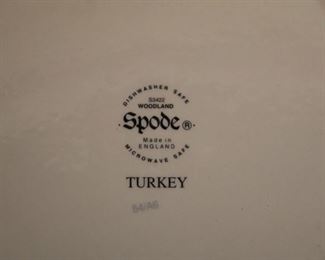 DISHWASHER SAFE
S3422
WOODLAND
Spode®
Made in
ENGLAND
MICROWAVE SAFE
TURKEY